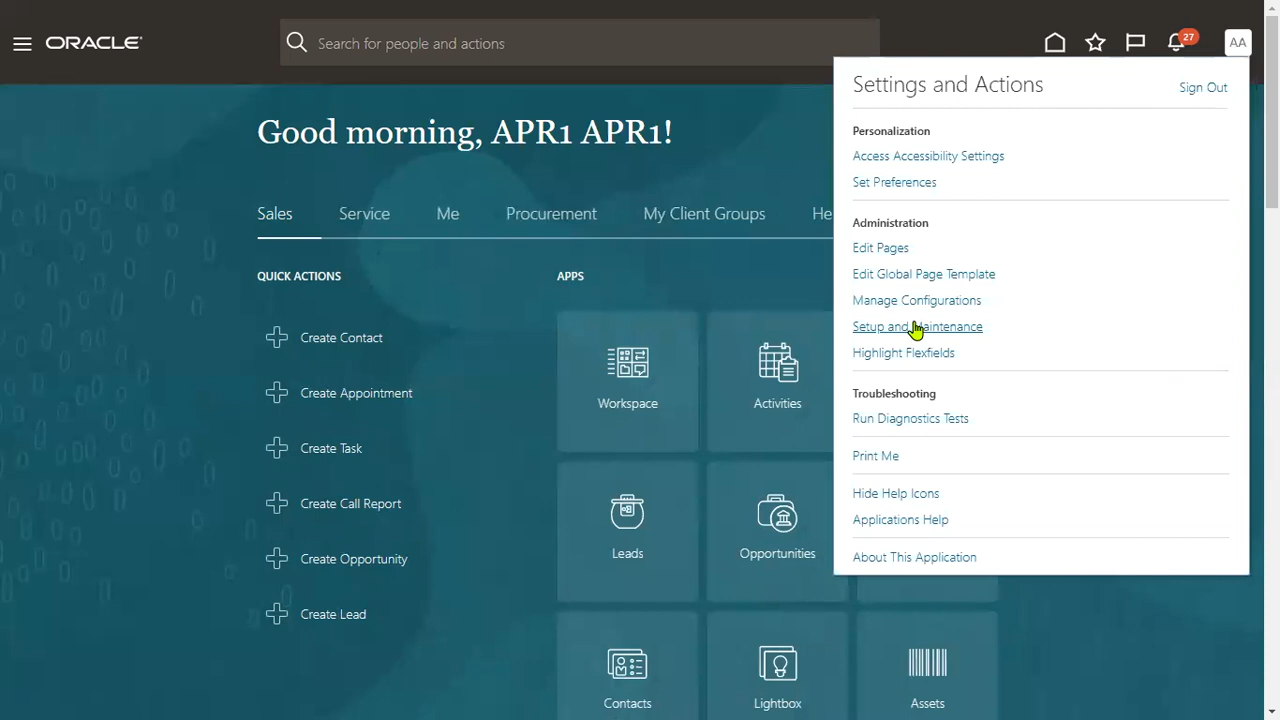 ORACLE
Search for people and actions
27
AA
Good morning, APR1 APR1!
Sales
Service
Me
Procurement
My Client Groups
He
QUICK ACTIONS
Create Contact
Create Appointment
Create Task
Create Call Report
Create Opportunity
Create Lead
APPS
Workspace
Activities
Leads
Opportunities
Contacts
Lightbox
Assets
Settings and Actions
Sign Out
Personalization
Access Accessibility Settings
Set Preferences
Administration
Edit Pages
Edit Global Page Template
Manage Configurations
Setup and Maintenance
Highlight Flexfields
Troubleshooting
Run Diagnostics Tests
Print Me
Hide Help Icons
Applications Help
About This Application